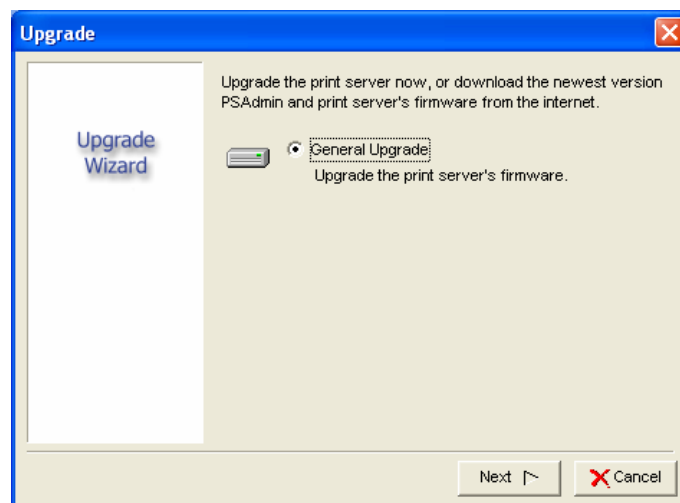 Upgrade
Upgrade
Wizard
Upgrade the print server now, or download the newest version
PSAdmin and print server's firmware from the internet.
General Upgrade
Upgrade the print server's firmware.
Next
Cancel